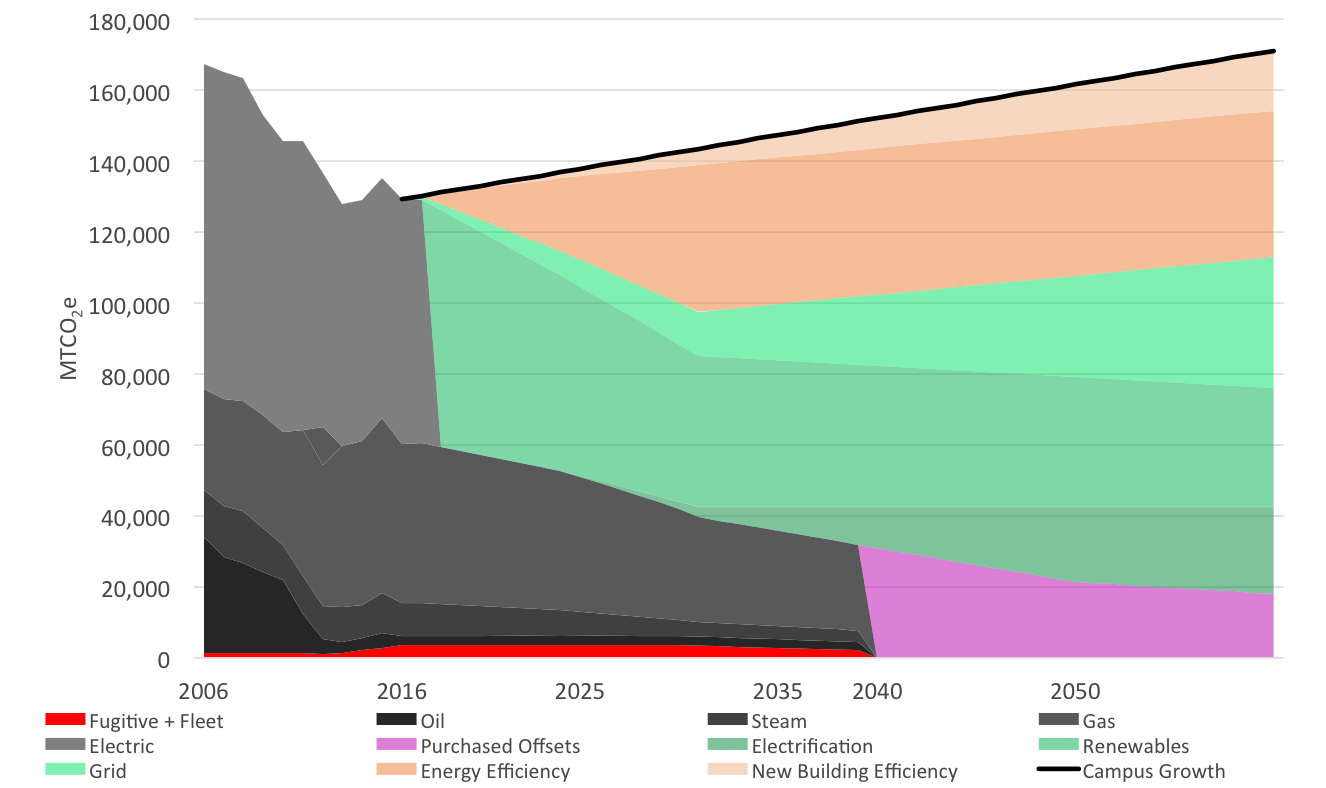 180,000
160,000
140,000
120,000
100,000
80,000
60,000
40,000
20,000
0
MTCO2e
2006 2016 2025 2035 2040 2050
Fugitive + Fleet Oil Steam Gas
Electric Purchased Offsets Electrification Renewables
Grid Energy Efficiency New Building Efficiency Campus Growth